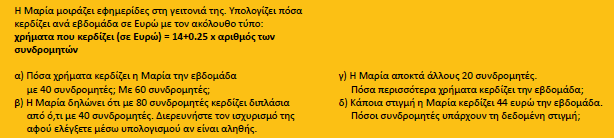 Η Μαρία μοιράζει εφημερίδες στη γειτονιά της. Υπολογίζει πόσα
κερδίζει ανά εβδομάδα σε Ευρώ με τον ακόλουθο τύπο:
χρήματα που κερδίζει (σε Ευρώ) = 14+0.25 x αριθμός των
συνδρομητών
α) Πόσα χρήματα κερδίζει η Μαρία την εβδομάδα
με 40 συνδρομητές; Με 60 συνδρομητές;
β) Η Μαρία δηλώνει ότι με 80 συνδρομητές κερδίζει διπλάσια
από ό,τι με 40 συνδρομητές. Διερευνήστε τον ισχυρισμό της
αφού ελέγξετε μέσω υπολογισμού αν είναι αληθής.
γ) Η Μαρία αποκτά άλλους 20 συνδρομητές.
Πόσα περισσότερα χρήματα κερδίζει την εβδομάδα;
δ) Κάποια στιγμή η Μαρία κερδίζει 44 ευρώ την εβδομάδα.
Πόσοι συνδρομητές υπάρχουν τη δεδομένη στιγμή;